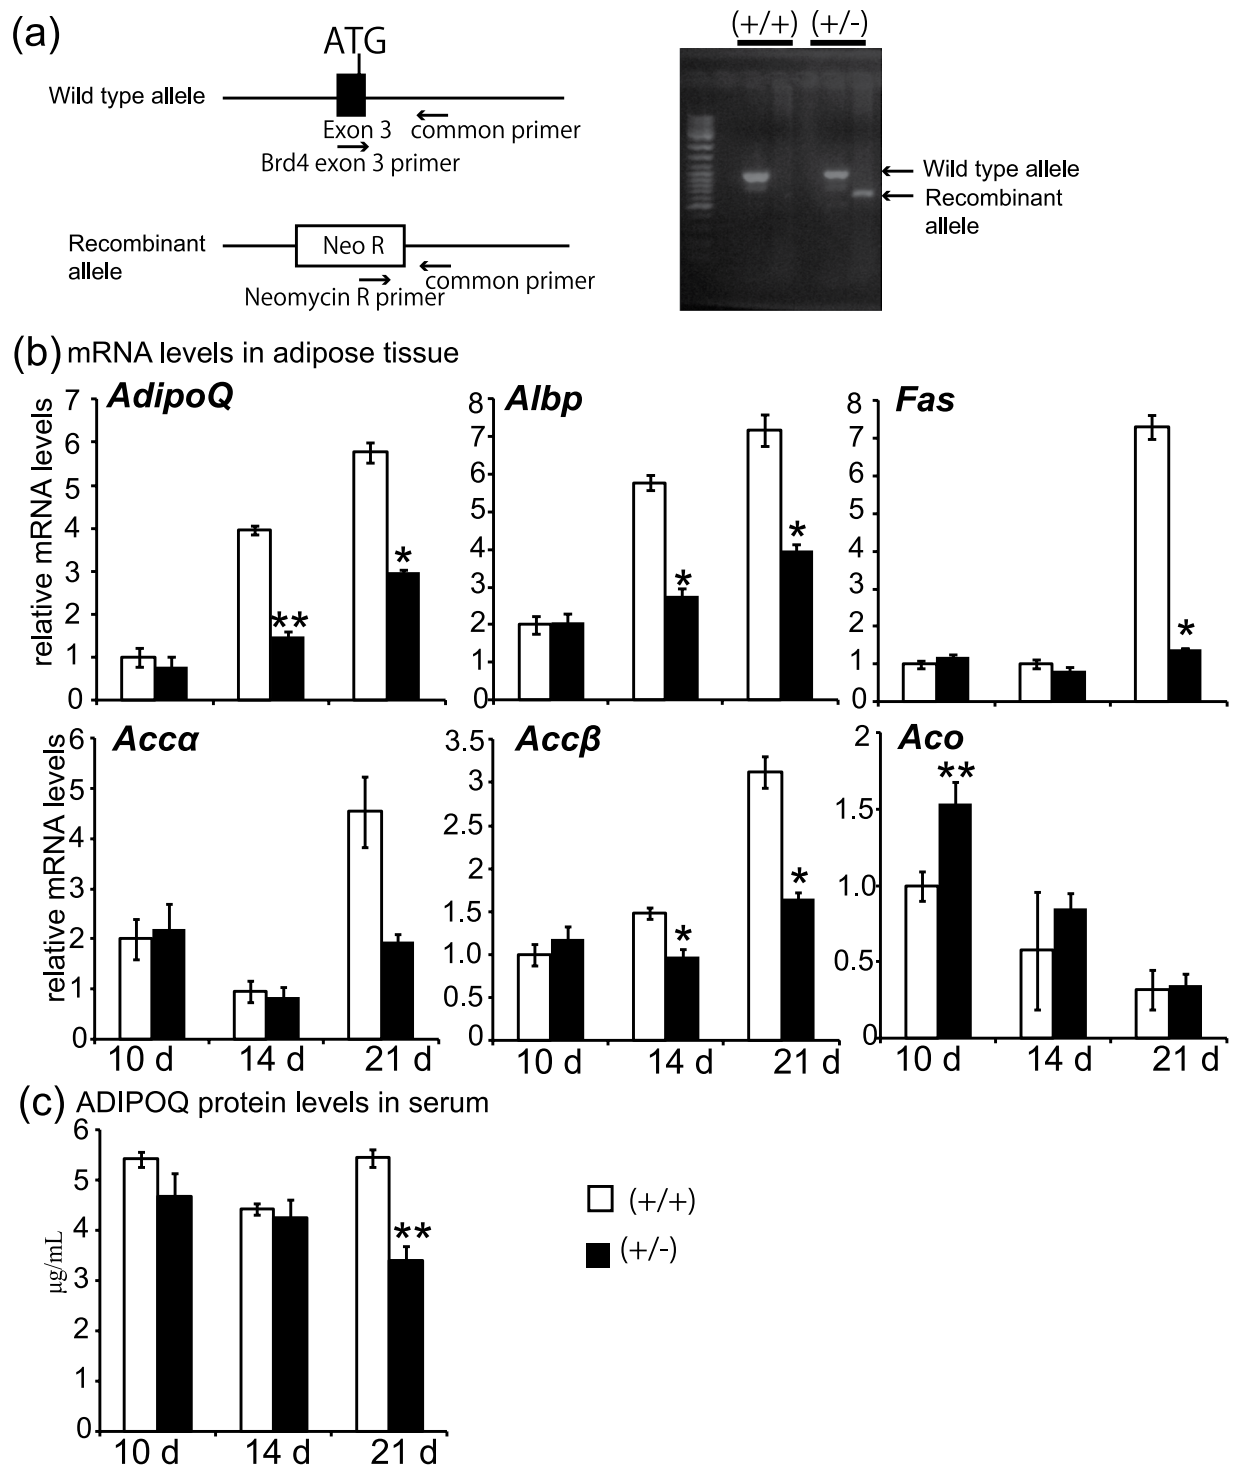 (a)
ATG
Wild type allele
Exon 3
common primer
Brd4 exon 3 primer
Recombinant
allele
Neo R
common primer
Neomycin R primer
(+/+) (+/-)
Wild type allele
Recombinant
allele
(b) mRNA levels in adipose tissue
relative mRNA levels
AdipoQ
7
6
5
4
3
2
1
0
**
*
Albp
8
7
6
5
4
3
2
1
0
*
*
Fas
8
7
6
5
4
3
2
1
0
*
relative mRNA levels
Accα
6
5
4
3
2
1
0
10 d 14 d 21 d
Accβ
3.5
3
2.5
2
1.5
1.0
0.5
0
*
*
10 d 14 d 21 d
Aco
2
1.5
1.0
0.5
0
**
10 d 14 d 21 d
(c) ADIPOQ protein levels in serum
µg/mL
6
5
4
3
2
1
0
**
10 d 14 d 21 d
(+/+)
(+/-)